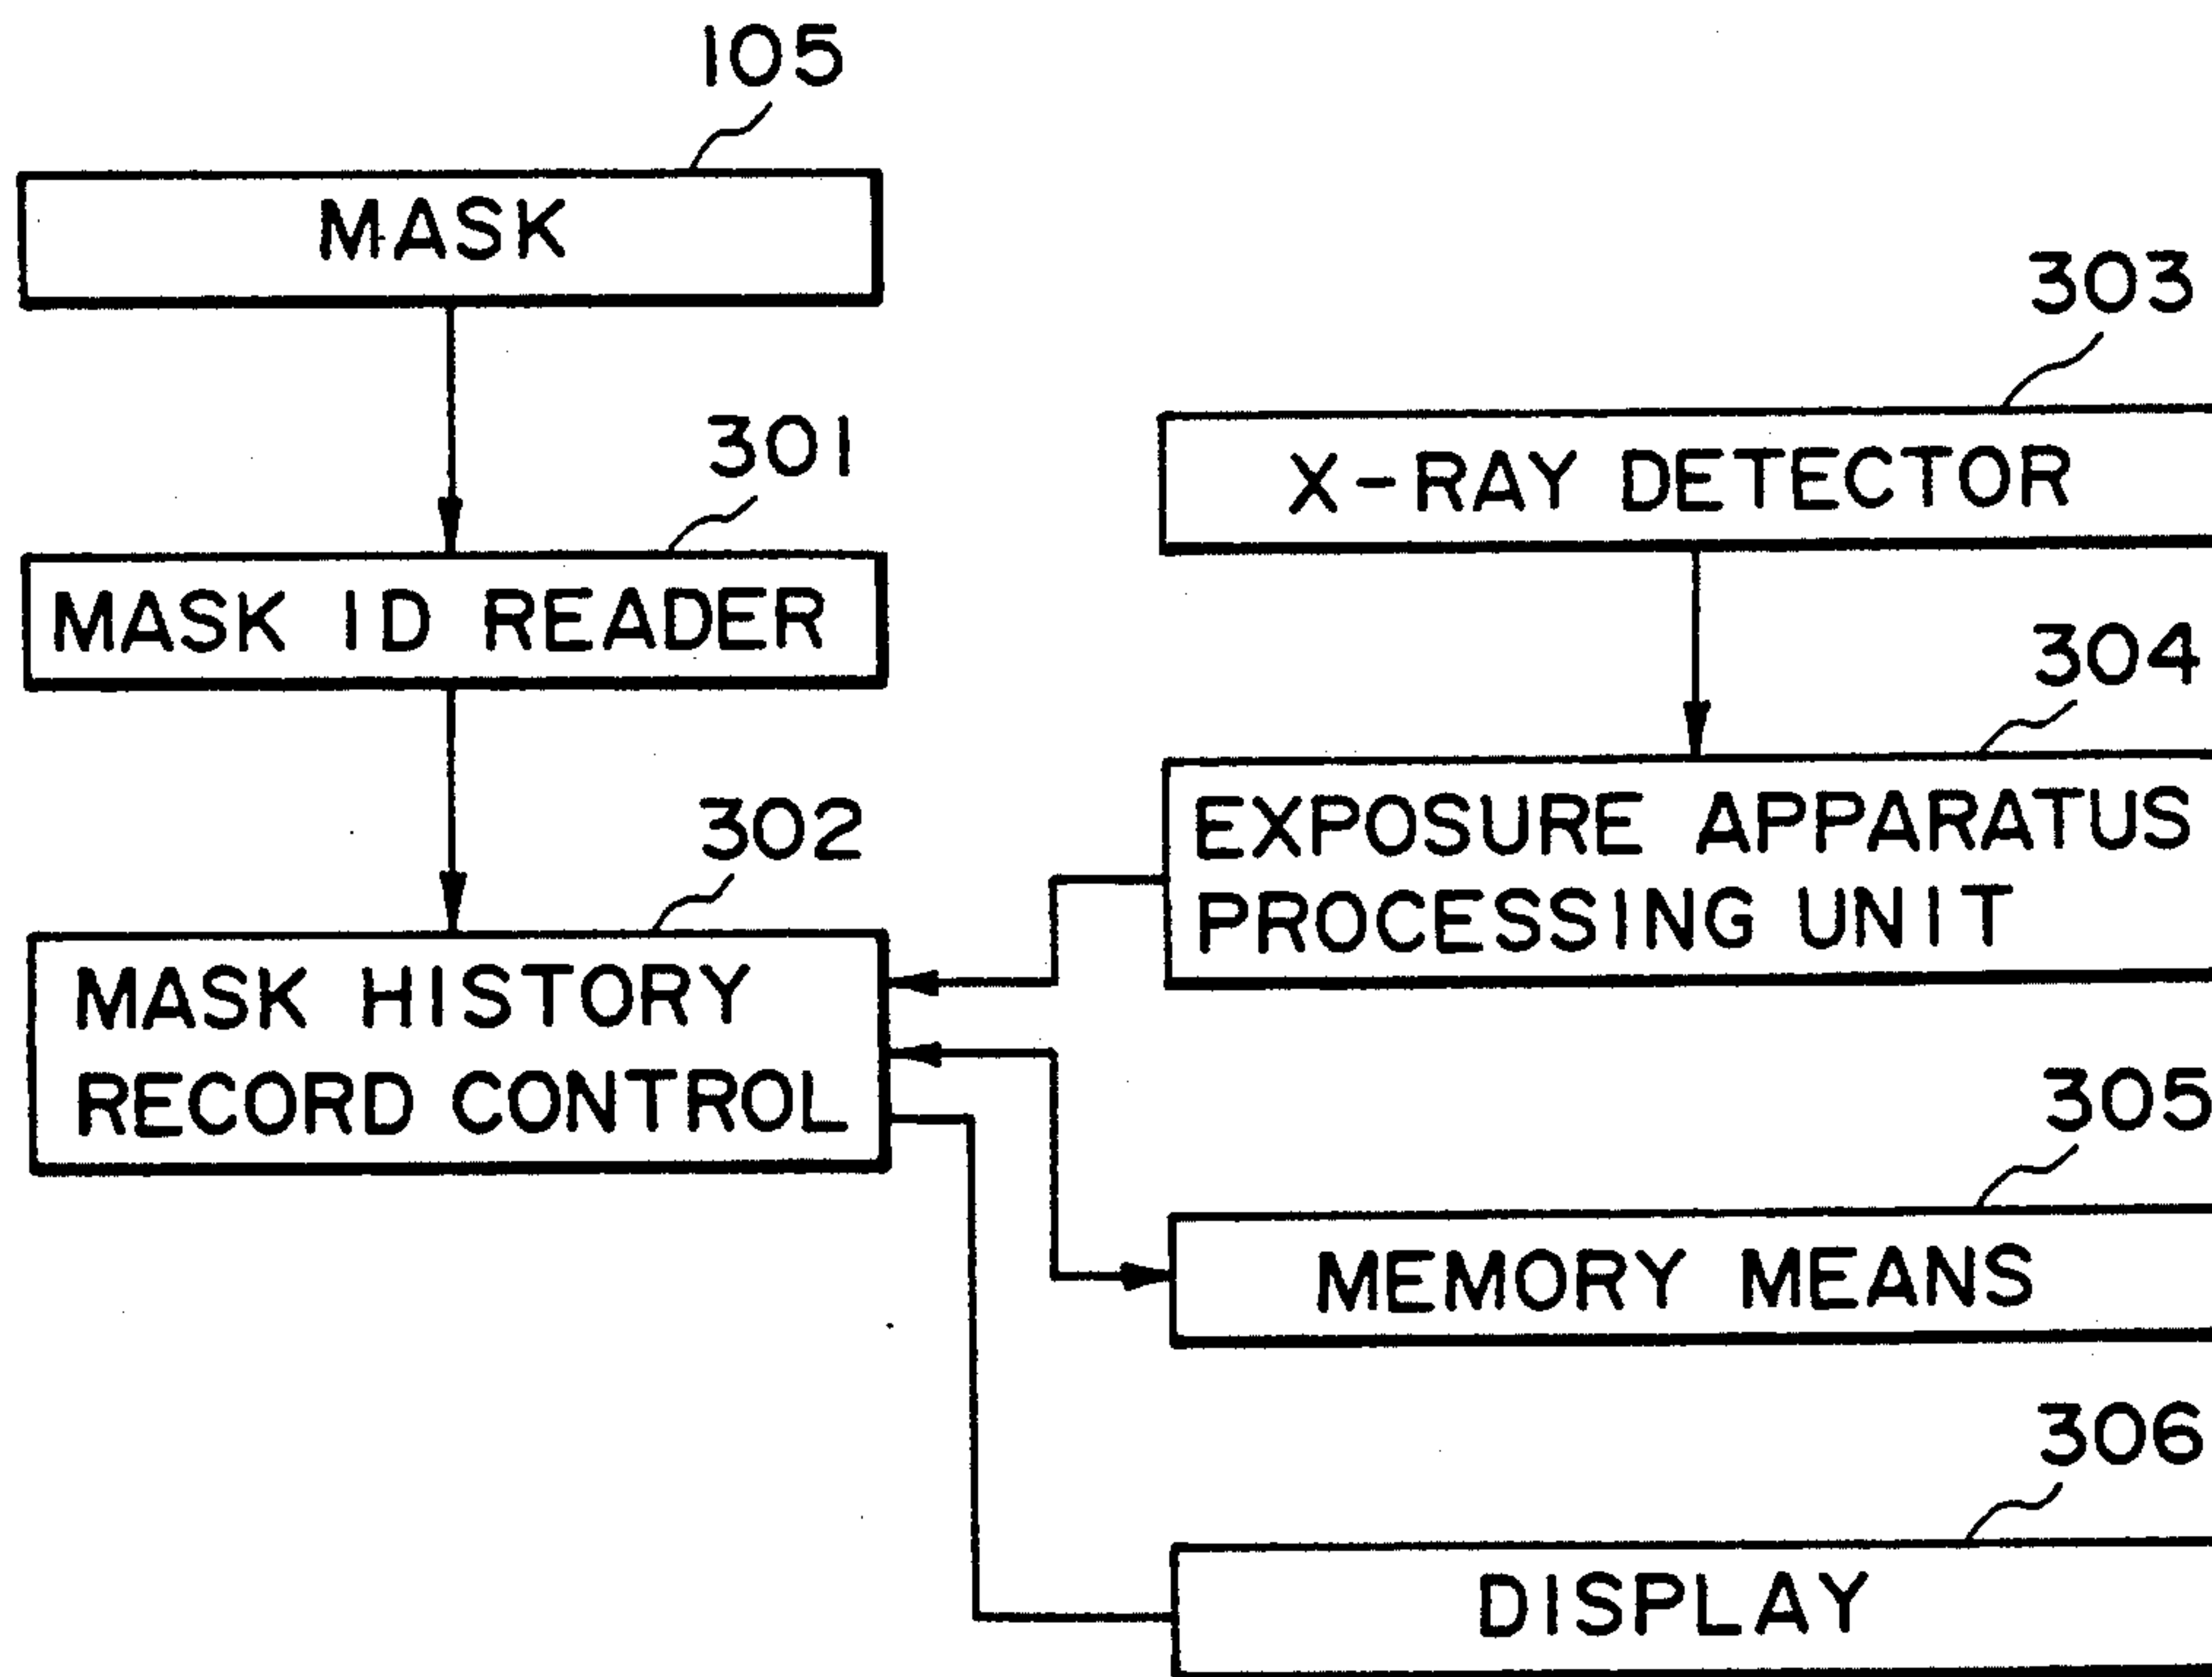 105
MASK
301
MASK ID READER
302
MASK HISTORY
RECORD CONTROL
303
X-RAY DETECTOR
304
EXPOSURE APPARATUS
PROCESSING UNIT
305
MEMORY MEANS
306
DISPLAY